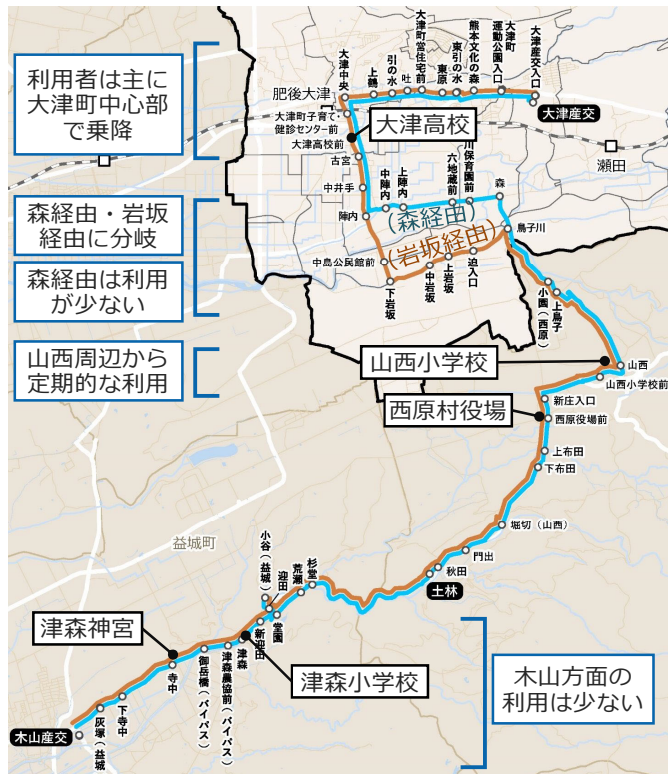 利用者は主に
大津町中心部
で乗降
森経由・岩坂
経由に分岐
森経由は利用
が少ない
山西周辺から
定期的な利用
大津中央
上鶴
引の水
吐
大津町営住宅前
東原
東引の水
熊本文化の森
大津町
運動公園入口
大津産交入口
大津産交
肥後大津
大津町子育て・
健診センター前
大津高校前
大津高校
古宮
瀬田
中井手
中陣内
上陣内
六地蔵前
川保育園前
森
陣内
(森経由)
(岩坂経由)
鳥子川
中島公民館前
下岩坂
中岩坂
上岩坂
迫入口
小園(西原)
上鳥子
山西小学校
山西
山西小学校前
西原村役場
新庄入口
西原役場前
上布田
下布田
堀切(山西)
益城町
門出
秋田
土林
小谷(益城)
迎田
荒瀬
杉堂
堂園
新迎田
津森
津森農協前(バイパス)
御岳橋(バイパス)
津森神宮
津森小学校
寺中
下寺中
灰塚(益城
木山産交
木山方面の
利用は少ない